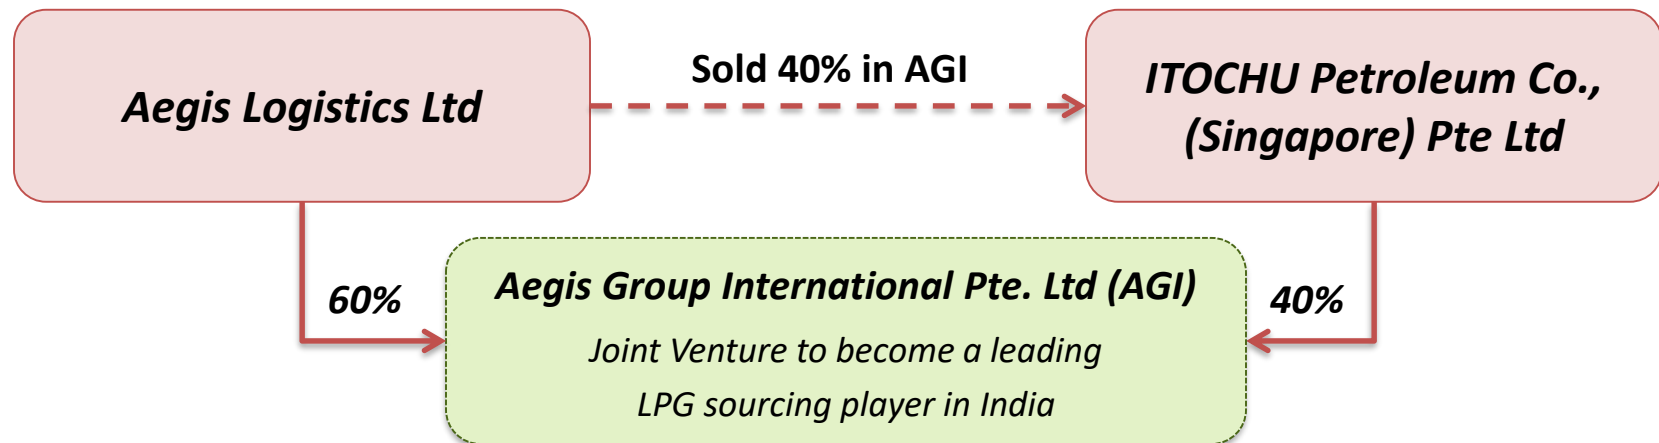 Aegis Logistics Ltd
Sold 40% in AGI
ITOCHU Petroleum Co.,
(Singapore) Pte Ltd
60%
Aegis Group International Pte. Ltd (AGI)
Joint Venture to become a leading
LPG sourcing player in India
40%